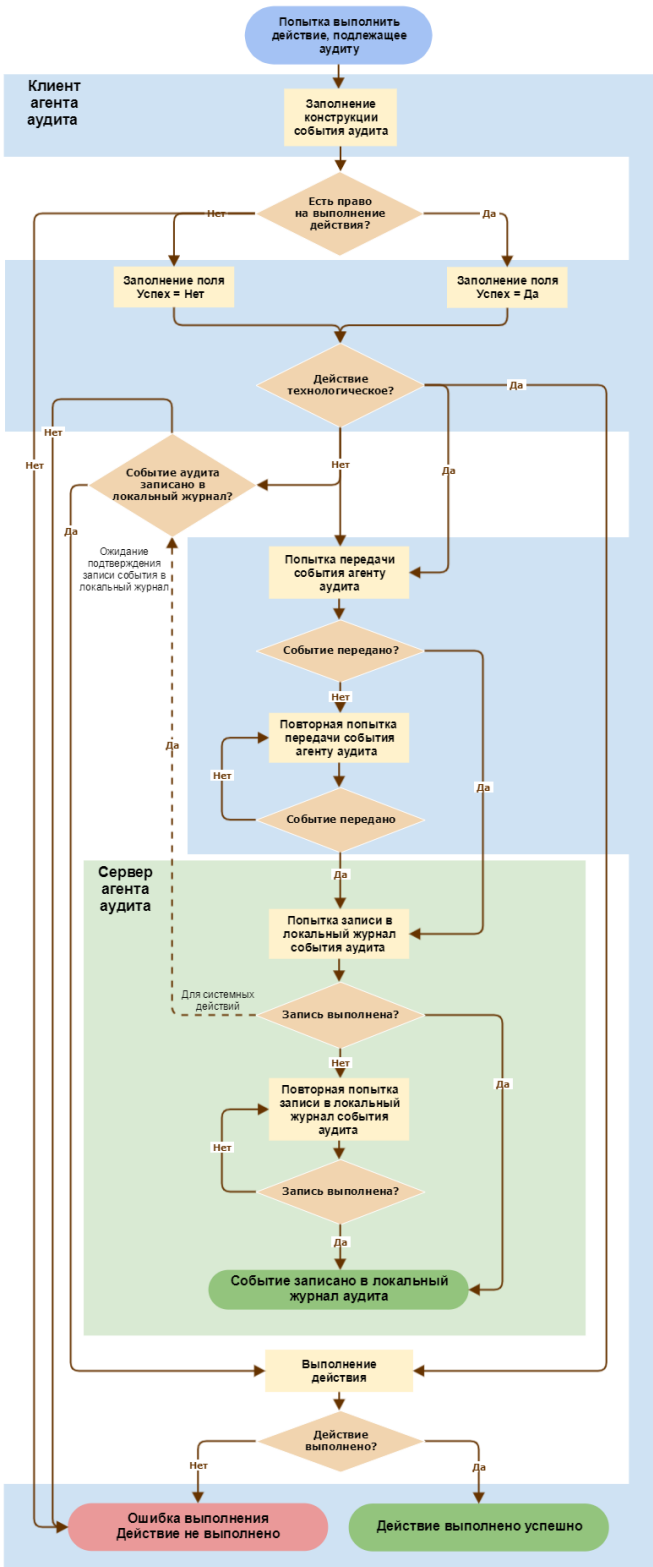 Попытка выполнить
действие, подлежащее
аудиту
Клиент
агента
аудита
Заполнение
конструкции
события аудита
Есть право
на выполнение
действия?
Нет
Да
Заполнение поля
Успех = Нет
Заполнение поля
Успех = Да
Действие
технологическое?
Да
Нет
Нет
Нет
Да
Событие аудита
записано в
локальный журнал?
Да
Ожидание
подтверждения
записи события в
локальный журнал
Попытка передачи
события агенту
аудита
Событие передано?
Нет
Повторная попытка
передачи события
агенту аудита
Да
Нет
Да
Событие передано
Да
Сервер
агента
аудита
Попытка записи в
локальный журнал
события аудита
Для системных
действий
Запись выполнена?
Нет
Да
Повторная попытка
записи в локальный
журнал события
аудита
Нет
Запись выполнена?
Да
Событие записано в локальный
журнал аудита
Выполнение
действия
Действие
выполнено?
Нет
Да
Ошибка выполнения
Действие не выполнено
Действие выполнено успешно